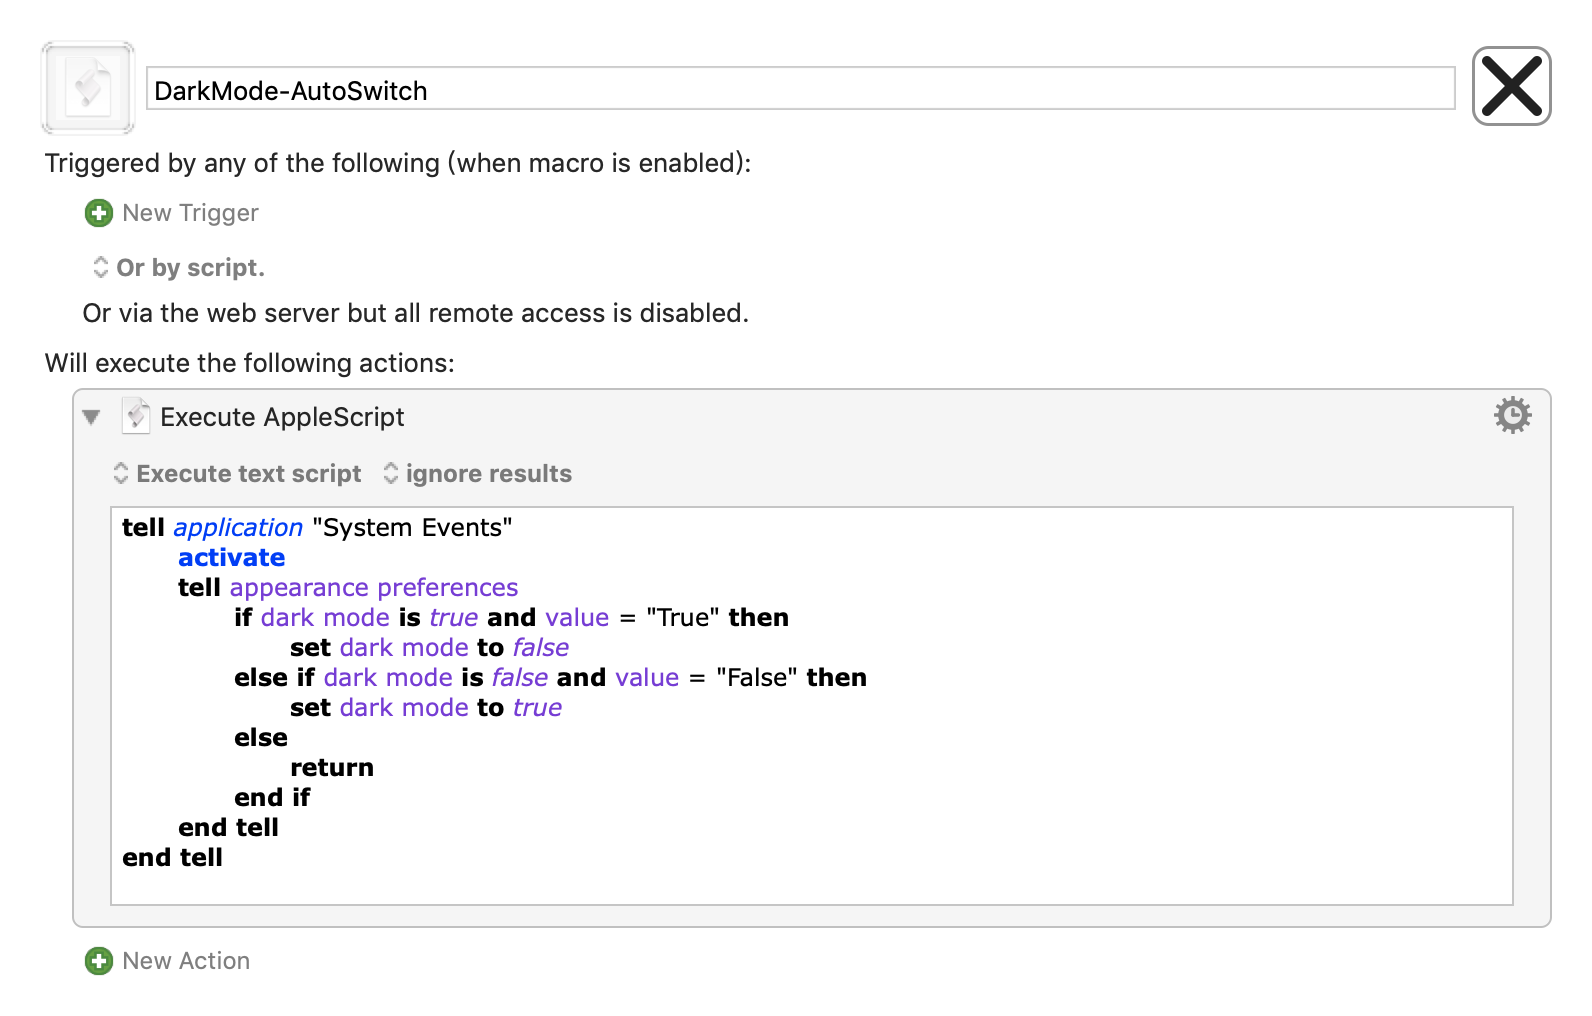 DarkMode-AutoSwitch
Triggered by any of the following (when macro is enabled):
New Trigger
Or by script.
Or via the web server but all remote access is disabled.
Will execute the following actions:
Execute AppleScript
Execute text script ignore results
tell application "System Events"
activate
tell appearance preferences
if dark mode is true and value = "True" then
set dark mode to false
else if dark mode is false and value = "False" then
set dark mode to true
else
return
end if
end tell
end tell
New Action